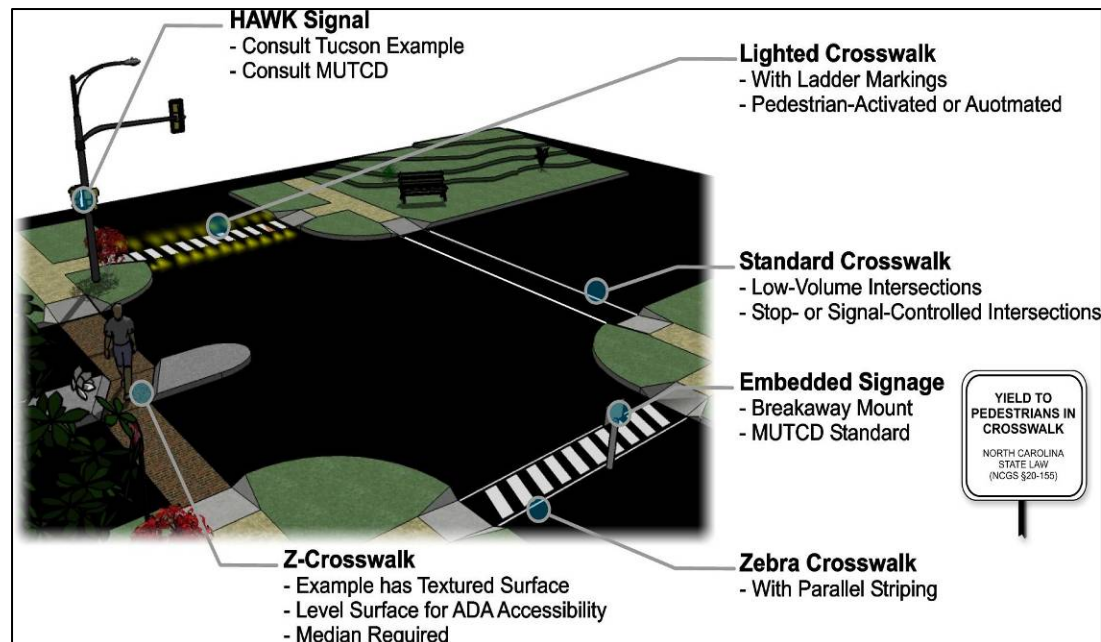 HAWK Signal
- Consult Tucson Example
- Consult MUTCD
Lighted Crosswalk
- With Ladder Markings
- Pedestrian-Activated or Auotmated
Standard Crosswalk
- Low-Volume Intersections
- Stop- or Signal-Controlled Intersections
Embedded Signage
- Breakaway Mount
- MUTCD Standard
YIELD TO
PEDESTRIANS IN
CROSSWALK
NORTH CAROLINA
STATE LAW
(NCGS §20-155)
Zebra Crosswalk
- With Parallel Striping
Z-Crosswalk
- Example has Textured Surface
- Level Surface for ADA Accessibility
- Median Required